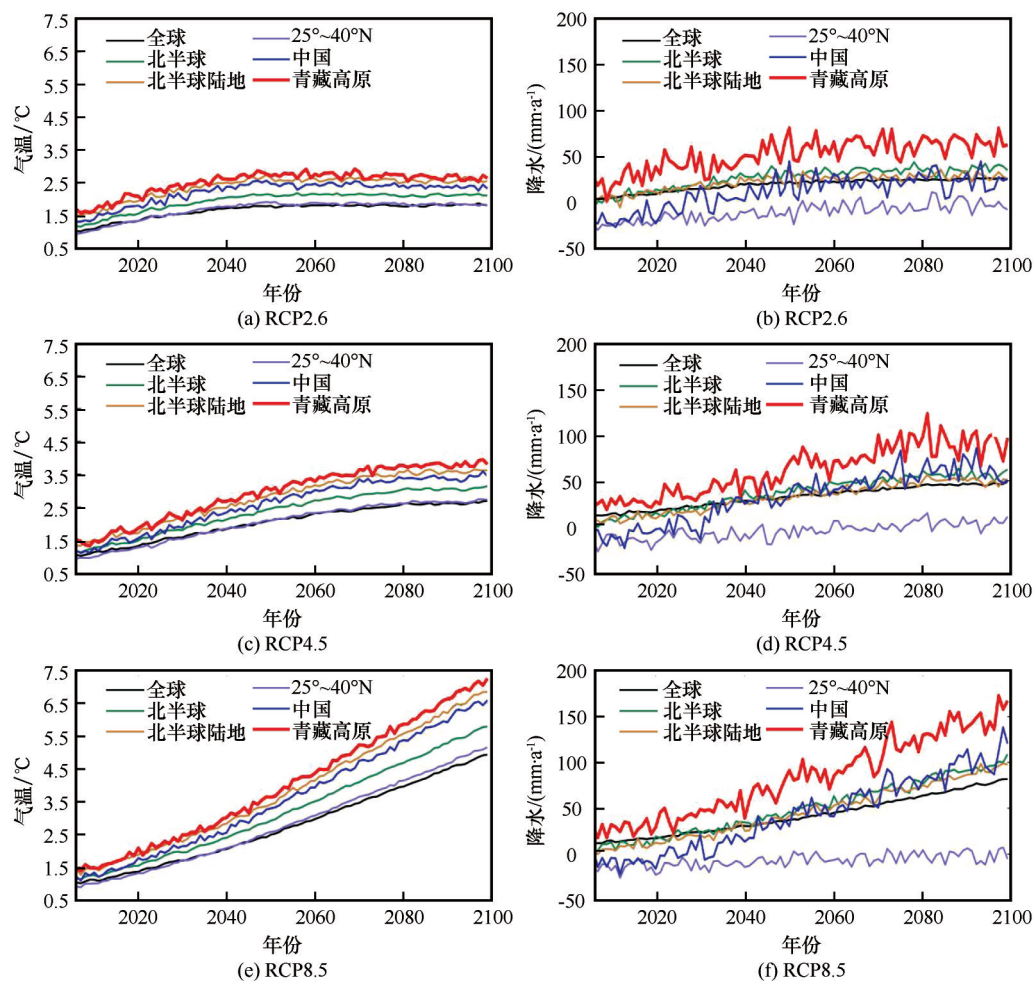 7.5
6.5
5.5
4.5
3.5
2.5
1.5
0.5
气温/℃
全球
北半球
北半球陆地
25°~40°N
中国
青藏高原
2020 2040 2060 2080 2100
年份
(a) RCP2.6
200
150
100
50
0
-50
降水/(mm·a⁻¹)
全球
北半球
北半球陆地
25°~40°N
中国
青藏高原
2020 2040 2060 2080 2100
年份
(b) RCP2.6
7.5
6.5
5.5
4.5
3.5
2.5
1.5
0.5
气温/℃
全球
北半球
北半球陆地
25°~40°N
中国
青藏高原
2020 2040 2060 2080 2100
年份
(c) RCP4.5
200
150
100
50
0
-50
降水/(mm·a⁻¹)
全球
北半球
北半球陆地
25°~40°N
中国
青藏高原
2020 2040 2060 2080 2100
年份
(d) RCP4.5
7.5
6.5
5.5
4.5
3.5
2.5
1.5
0.5
气温/℃
全球
北半球
北半球陆地
25°~40°N
中国
青藏高原
2020 2040 2060 2080 2100
年份
(e) RCP8.5
200
150
100
50
0
-50
降水/(mm·a⁻¹)
全球
北半球
北半球陆地
25°~40°N
中国
青藏高原
2020 2040 2060 2080 2100
年份
(f) RCP8.5